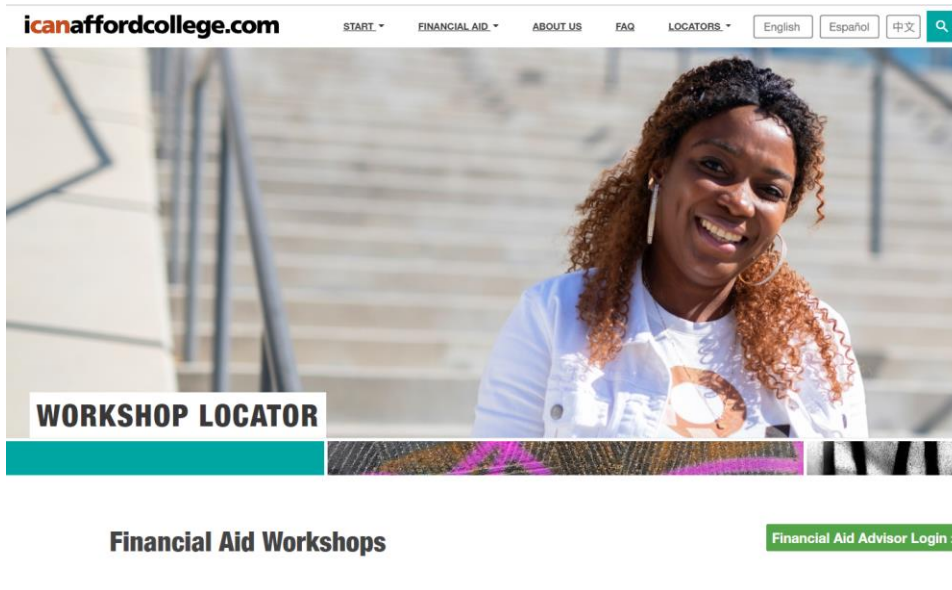 icanaffordcollege.com
START FINANCIAL AID ABOUT US FAQ LOCATORS English Español 中文
WORKSHOP LOCATOR
Financial Aid Workshops
Financial Aid Advisor Login